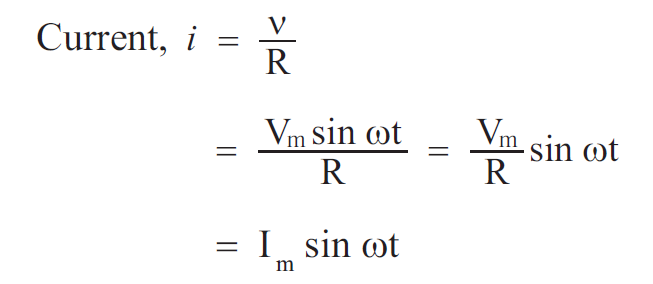 Current, i = ν/R
= Vₘ sin ωt/R = Vₘ/R sin ωt
= Iₘ sin ωt